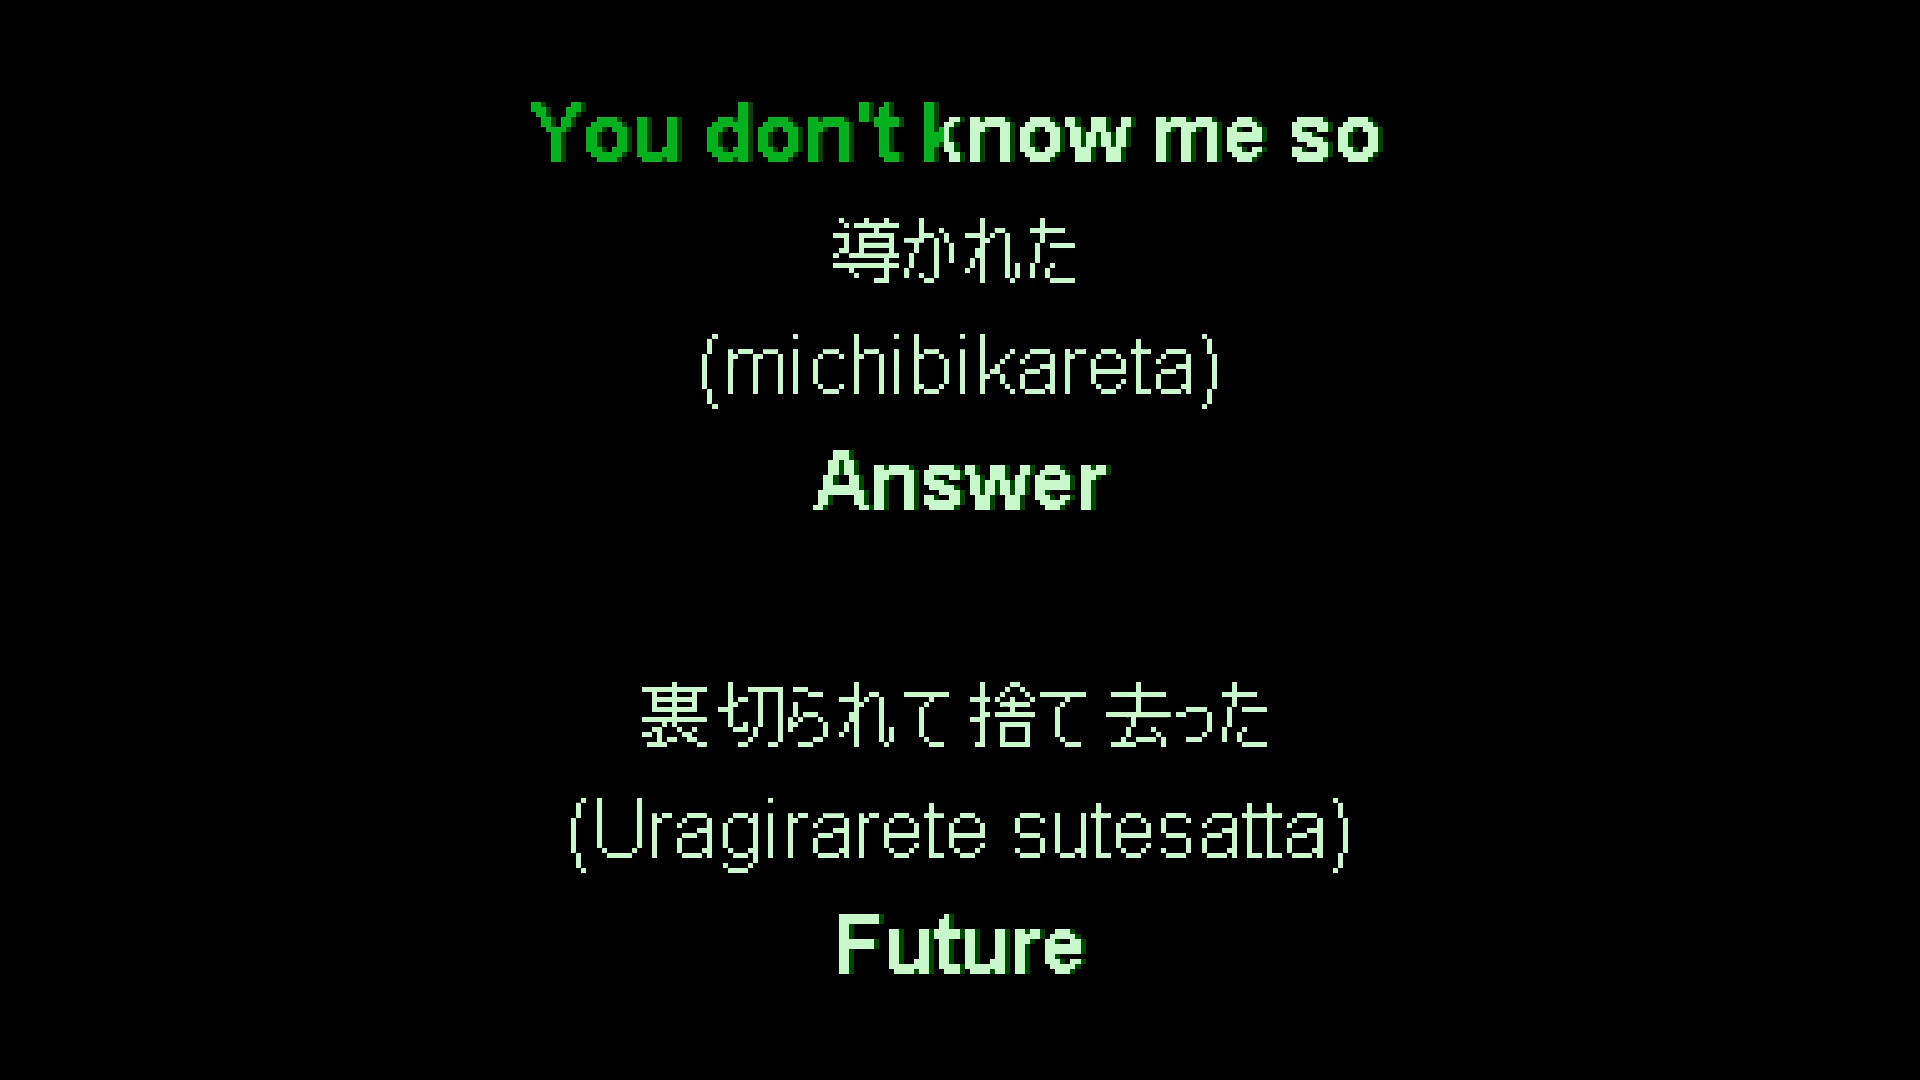 You don't know me so
導かれた
(michibikareta)
Answer
裏切られて捨て去った
(Uragirarete sutesatta)
Future